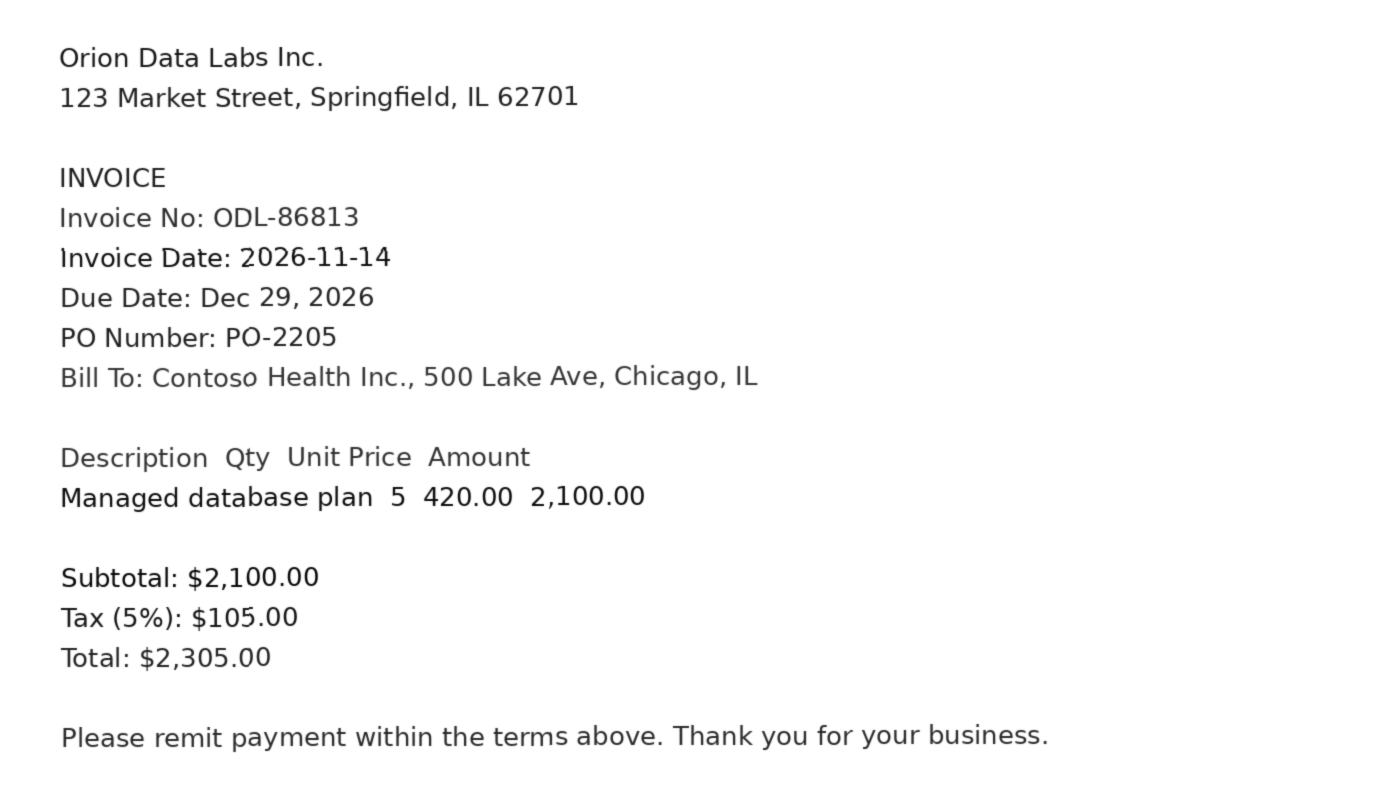 Orion Data Labs Inc.
123 Market Street, Springfield, IL 62701
INVOICE
Invoice No: ODL-86813
Invoice Date: 2026-11-14
Due Date: Dec 29, 2026
PO Number: PO-2205
Bill To: Contoso Health Inc., 500 Lake Ave, Chicago, IL
Description  Qty  Unit Price  Amount
Managed database plan  5  420.00  2,100.00
Subtotal: $2,100.00
Tax (5%): $105.00
Total: $2,305.00
Please remit payment within the terms above. Thank you for your business.